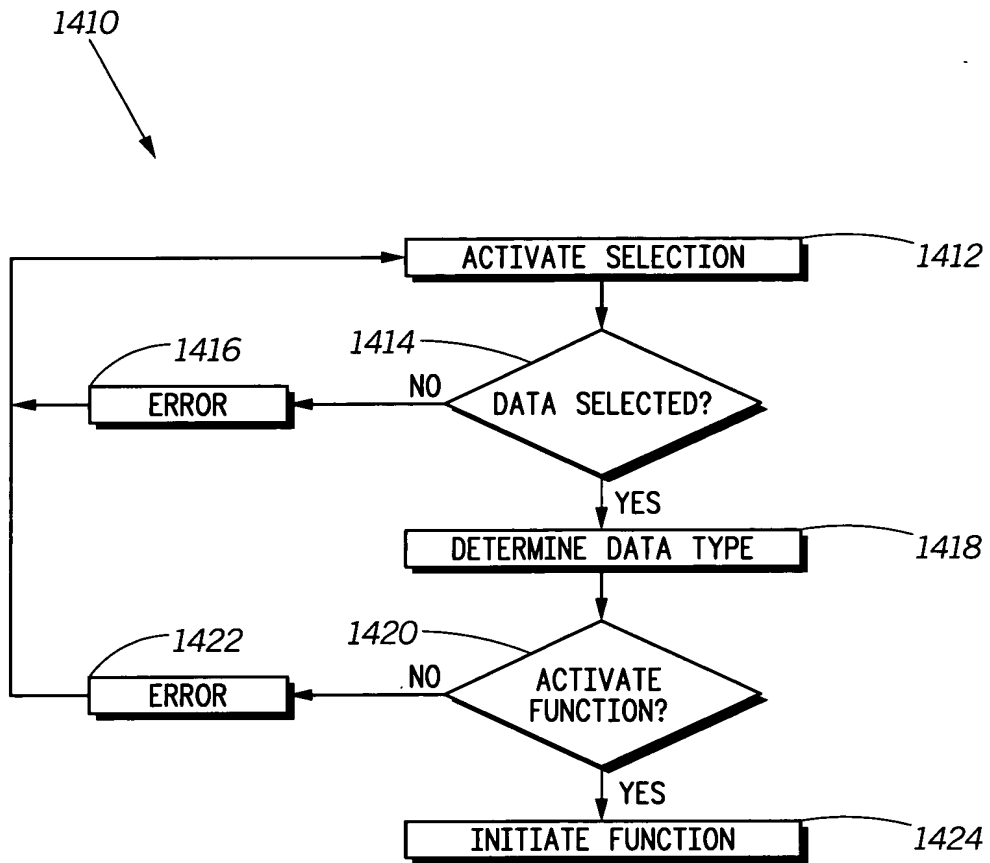 1410
ACTIVATE SELECTION
1412
1414
1416
NO
DATA SELECTED?
ERROR
YES
DETERMINE DATA TYPE
1418
1420
1422
NO
ACTIVATE
FUNCTION?
ERROR
YES
INITIATE FUNCTION
1424